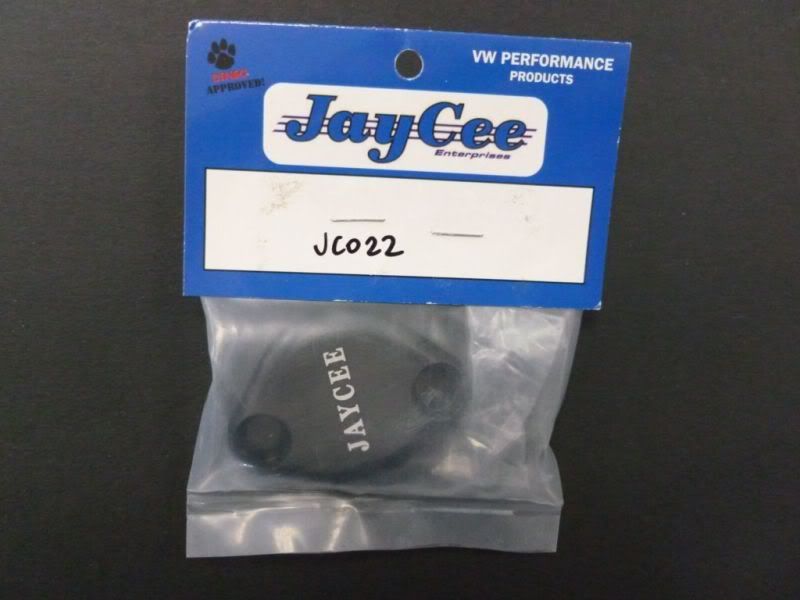 APPROVED!
VW PERFORMANCE
PRODUCTS
JayCee
Enterprises
JC022
JAYCEE